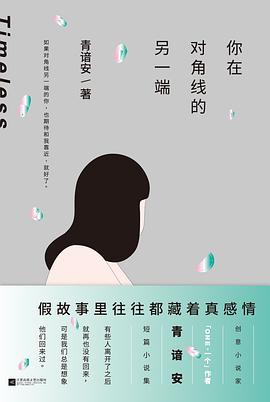 Timeless
你在
对角线的
另一端
青谙安/著
如果对角线另一端的你,也期待和我靠近,就好了。
假故事里往往都藏着真感情
创意小说家
「ONE·一个」作者
青谙安
短篇小说集
有些人离开了之后
就再也没有回来,
可是我们总是想象
他们回来过。